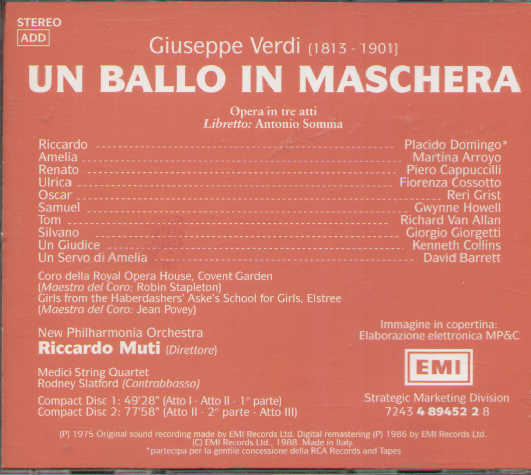 STEREO
ADD
Giuseppe Verdi (1813 - 1901)
UN BALLO IN MASCHERA
Opera in tre atti
Libretto: Antonio Somma
Riccardo Placido Domingo*
Amelia Martina Arroyo
Renato Piero Cappuccilli
Ulrica Fiorenza Cossotto
Oscar Reri Grist
Samuel Gwynne Howell
Tom Richard Van Allan
Silvano Giorgio Giorgetti
Un Giudice Kenneth Collins
Un Servo di Amelia David Barrett
Coro della Royal Opera House, Covent Garden
(Maestro del Coro: Robin Stapleton)
Girls from the Haberdashers' Aske's School for Girls, Elstree
(Maestra del Coro: Jean Povey)
New Philharmonia Orchestra
Riccardo Muti (Direttore)
Medici String Quartet
Rodney Slatford (Contrabbasso)
Compact Disc 1: 49'28" (Atto I - Atto II - 1° parte)
Compact Disc 2: 77'58" (Atto II - 2° parte - Atto III)
Immagine in copertina:
Elaborazione elettronica MP&C
EMI
Strategic Marketing Division
7243 4 89452 2 8
(P) 1975 Original sound recording made by EMI Records Ltd. Digital remastering (P) 1986 by EMI Records Ltd.
(C) EMI Records Ltd., 1988. Made in Italy.
*partecipa per la gentile concessione della RCA Records and Tapes